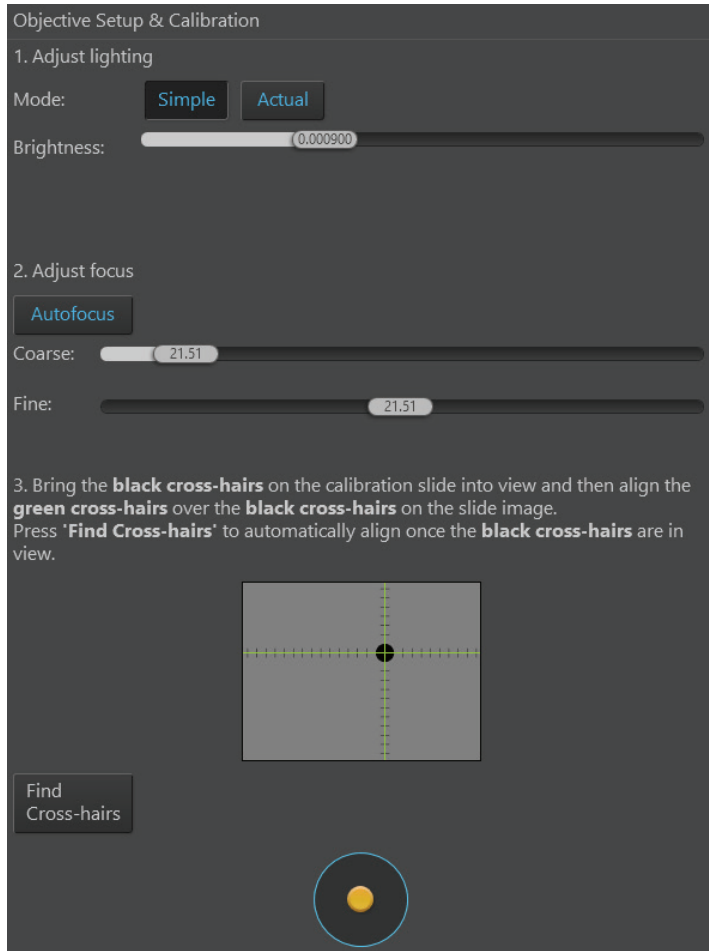 Objective Setup & Calibration
1. Adjust lighting
Mode: Simple Actual
Brightness: 0.000900
2. Adjust focus
Autofocus
Coarse: 21.51
Fine: 21.51
3. Bring the black cross-hairs on the calibration slide into view and then align the
green cross-hairs over the black cross-hairs on the slide image.
Press 'Find Cross-hairs' to automatically align once the black cross-hairs are in
view.
Find
Cross-hairs